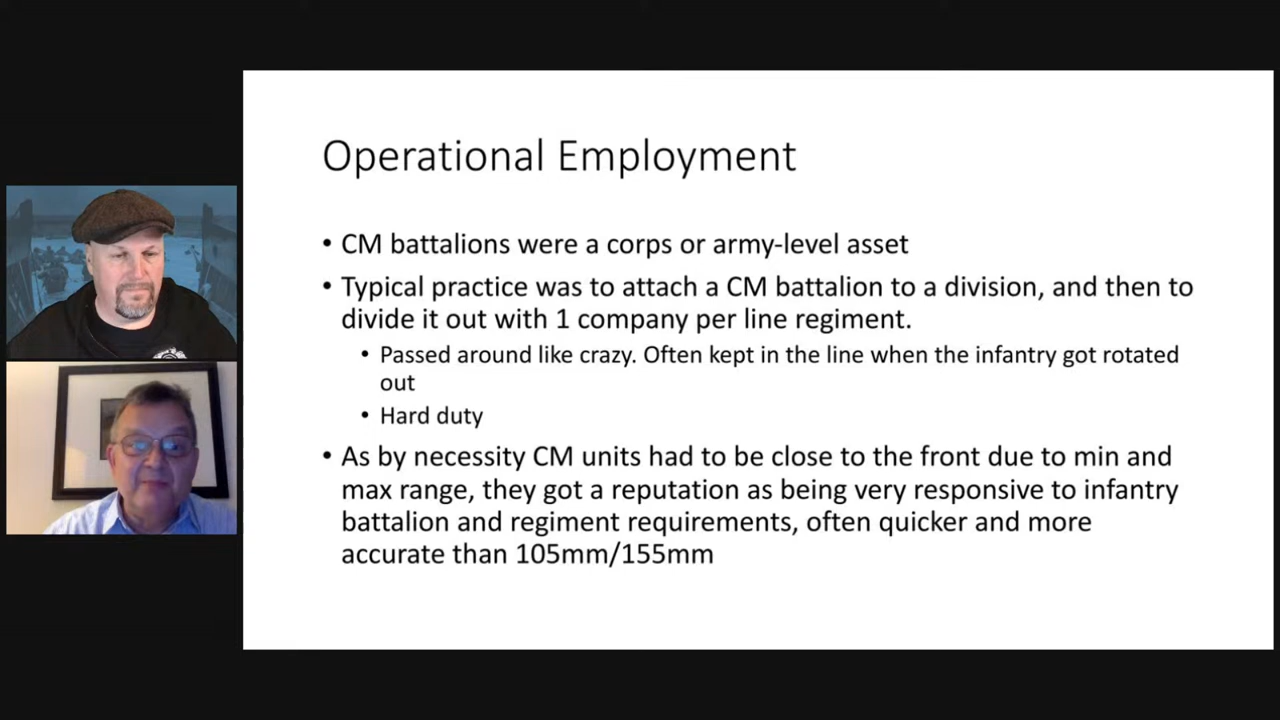 Operational Employment
• CM battalions were a corps or army-level asset
• Typical practice was to attach a CM battalion to a division, and then to
divide it out with 1 company per line regiment.
• Passed around like crazy. Often kept in the line when the infantry got rotated
out
• Hard duty
• As by necessity CM units had to be close to the front due to min and
max range, they got a reputation as being very responsive to infantry
battalion and regiment requirements, often quicker and more
accurate than 105mm/155mm